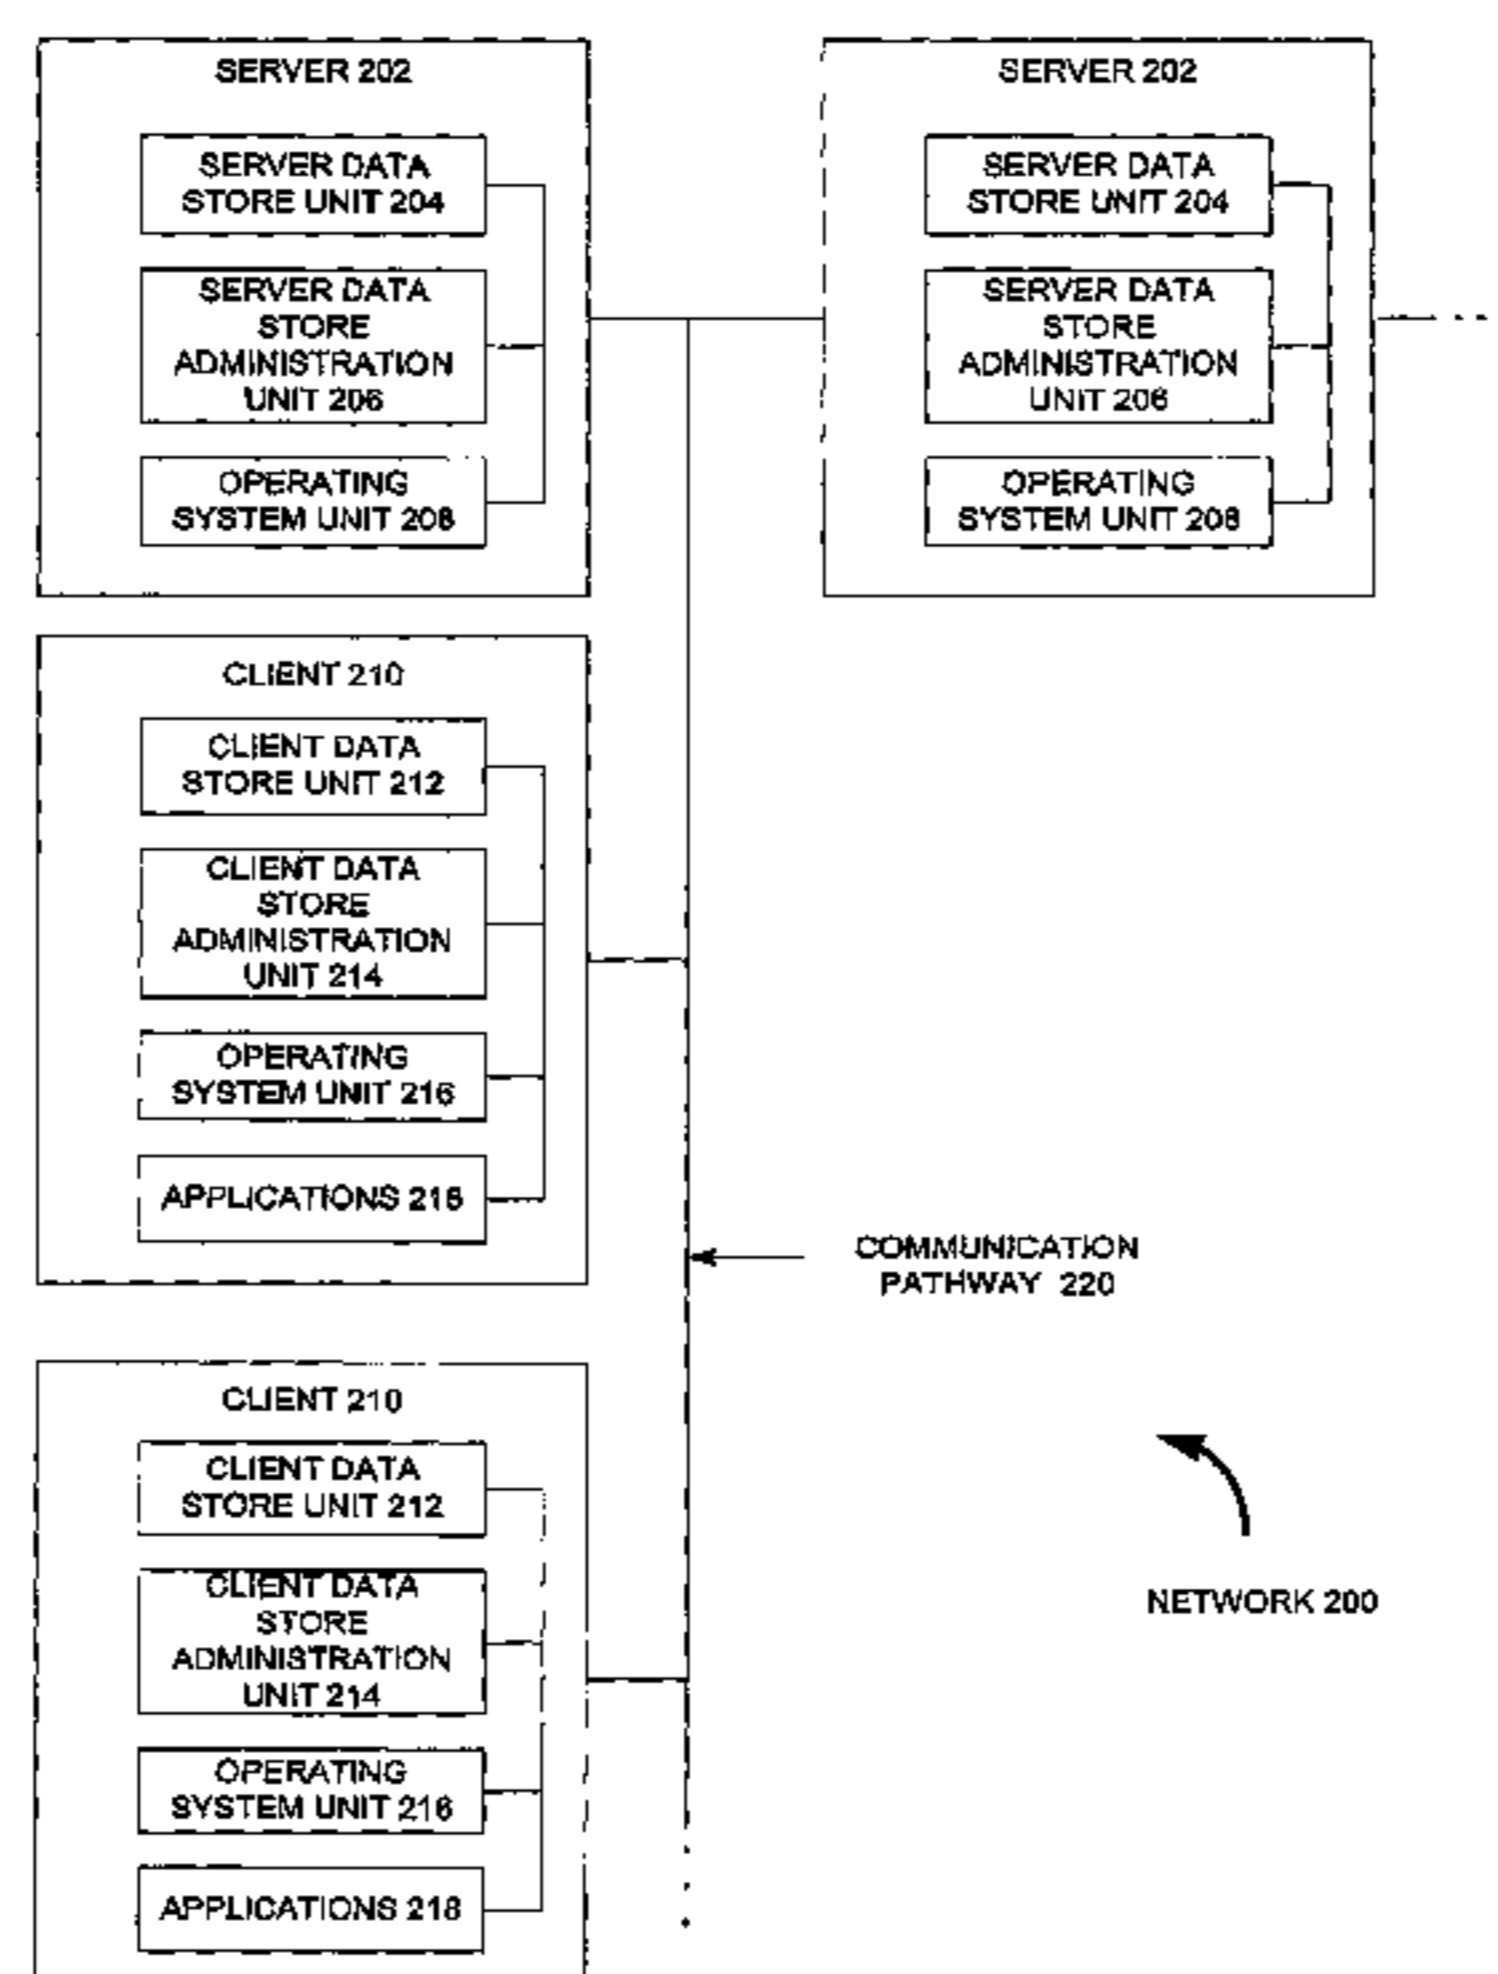 SERVER 202
SERVER DATA
STORE UNIT 204
SERVER DATA
STORE
ADMINISTRATION
UNIT 206
OPERATING
SYSTEM UNIT 208
SERVER 202
SERVER DATA
STORE UNIT 204
SERVER DATA
STORE
ADMINISTRATION
UNIT 206
OPERATING
SYSTEM UNIT 208
CLIENT 210
CLIENT DATA
STORE UNIT 212
CLIENT DATA
STORE
ADMINISTRATION
UNIT 214
OPERATING
SYSTEM UNIT 216
APPLICATIONS 218
COMMUNICATION
PATHWAY 220
CLIENT 210
CLIENT DATA
STORE UNIT 212
CLIENT DATA
STORE
ADMINISTRATION
UNIT 214
OPERATING
SYSTEM UNIT 216
APPLICATIONS 218
NETWORK 200